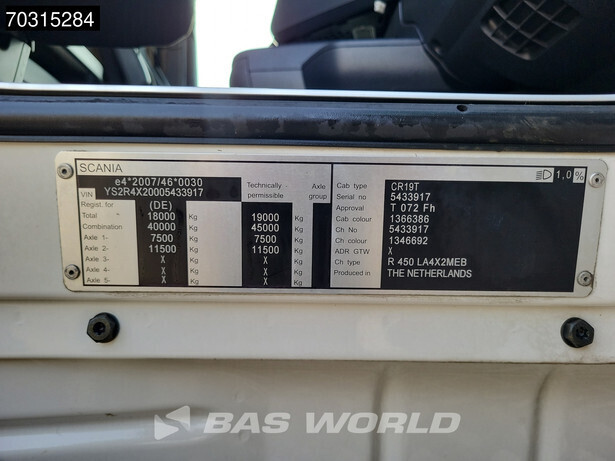 70315284
SCANIA
e4*2007/46*0030
VIN YS2R4X20005433917
Technically permissible
Axle group
Regist. for (DE)
Total 18000 Kg 19000 Kg
Combination 40000 Kg 45000 Kg
Axle 1- 7500 Kg 7500 Kg
Axle 2- 11500 Kg 11500 Kg
Axle 3- X Kg X Kg
Axle 4- X Kg X Kg
Axle 5- X Kg X Kg
1,0 %
Cab type CR19T
Serial no 5433917
Approval T 072 Fh
Cab colour 1366386
Ch No 5433917
Ch colour 1346692
ADR GTW X
Ch type R 450 LA4X2MEB
Produced in THE NETHERLANDS
BAS WORLD